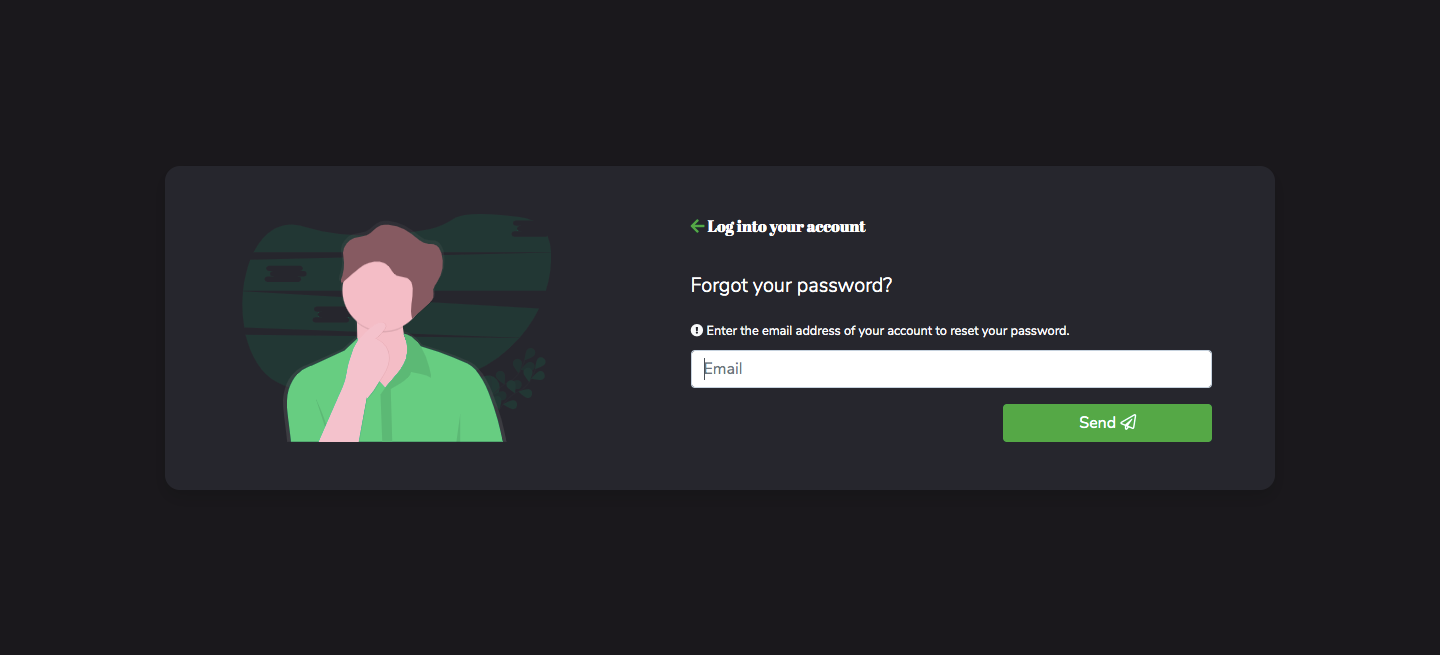 Log into your account
Forgot your password?
Enter the email address of your account to reset your password.
Email
Send